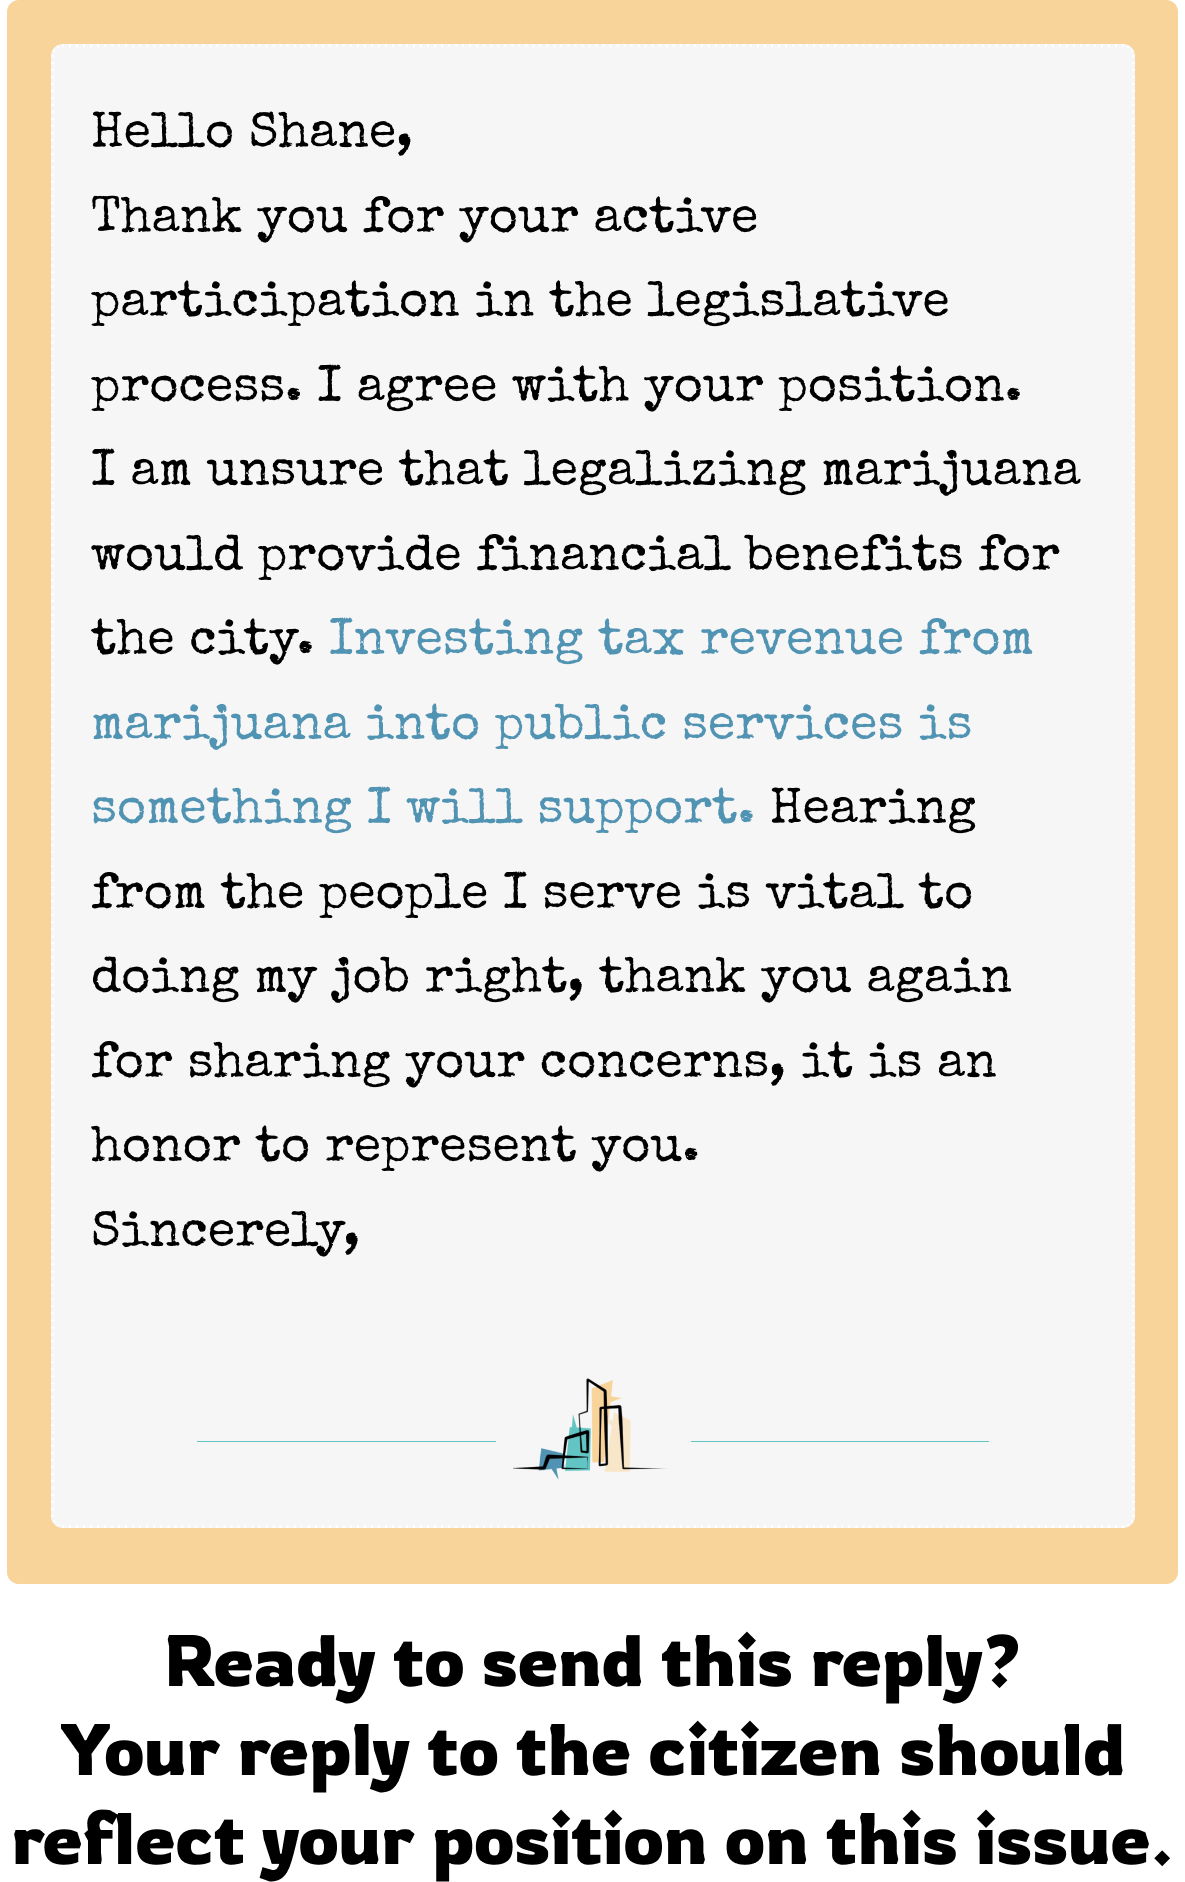 Hello Shane,
Thank you for your active
participation in the legislative
process. I agree with your position.
I am unsure that legalizing marijuana
would provide financial benefits for
the city. Investing tax revenue from
marijuana into public services is
something I will support. Hearing
from the people I serve is vital to
doing my job right, thank you again
for sharing your concerns, it is an
honor to represent you.
Sincerely,
Ready to send this reply?
Your reply to the citizen should
reflect your position on this issue.